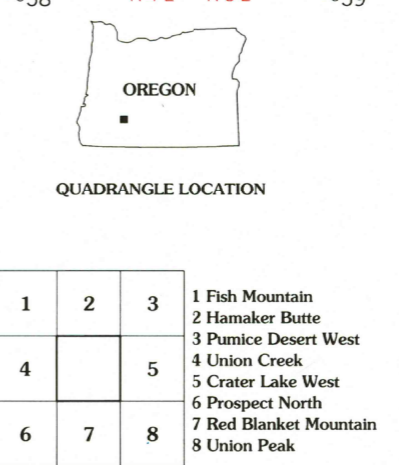 OREGON
QUADRANGLE LOCATION
1 2 3
4 5
6 7 8
1 Fish Mountain
2 Hamaker Butte
3 Pumice Desert West
4 Union Creek
5 Crater Lake West
6 Prospect North
7 Red Blanket Mountain
8 Union Peak